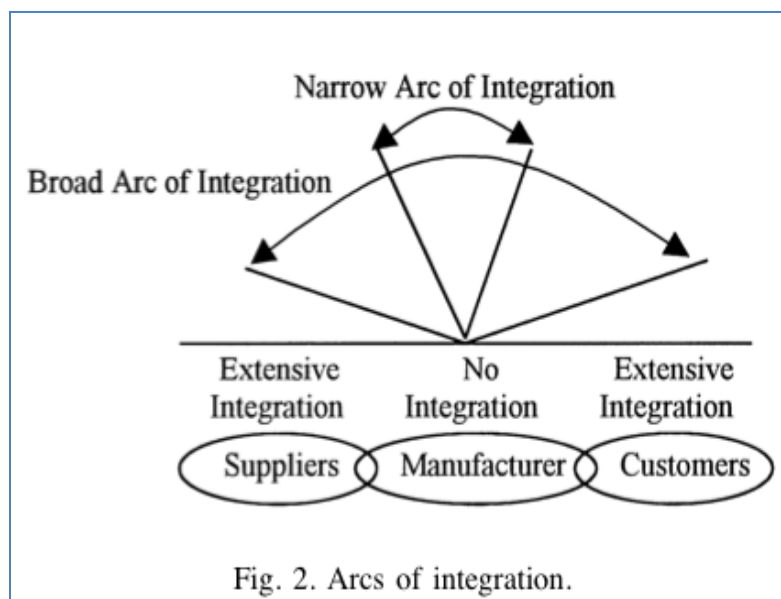 Narrow Arc of Integration
Broad Arc of Integration
Extensive Integration
No Integration
Extensive Integration
Suppliers
Manufacturer
Customers
Fig. 2. Arcs of integration.